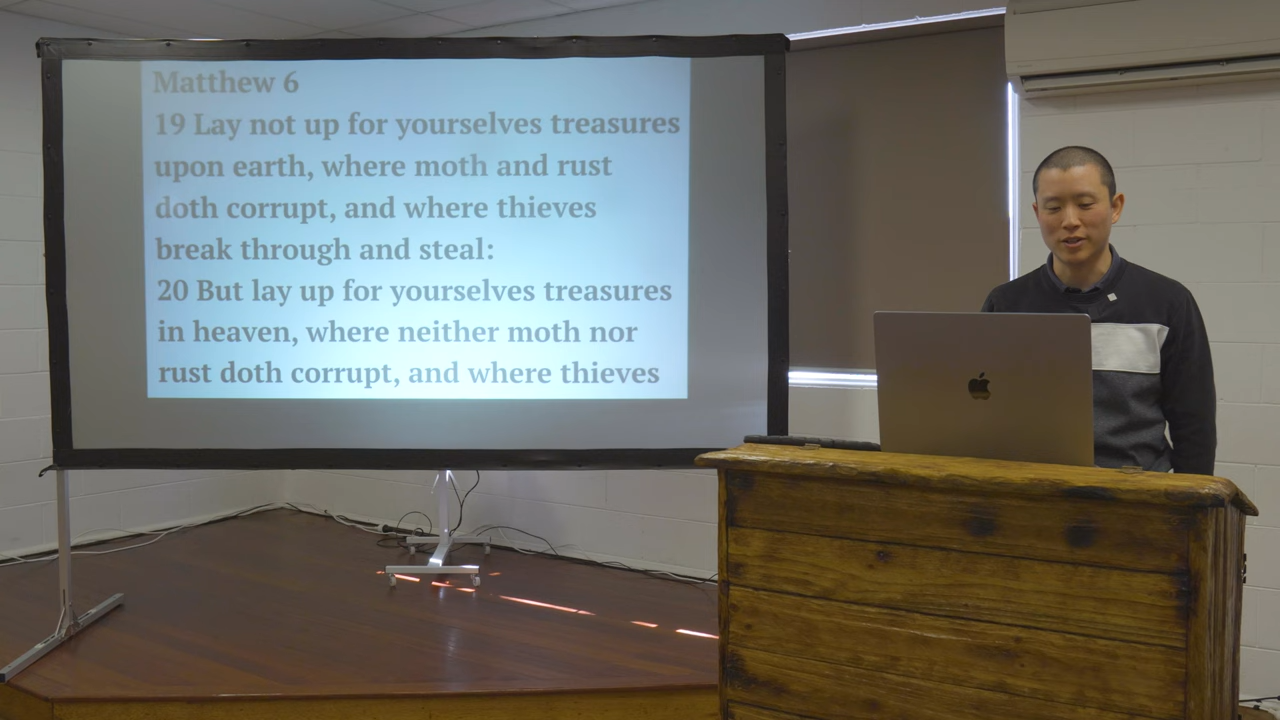 Matthew 6
19 Lay not up for yourselves treasures
upon earth, where moth and rust
doth corrupt, and where thieves
break through and steal:
20 But lay up for yourselves treasures
in heaven, where neither moth nor
rust doth corrupt, and where thieves